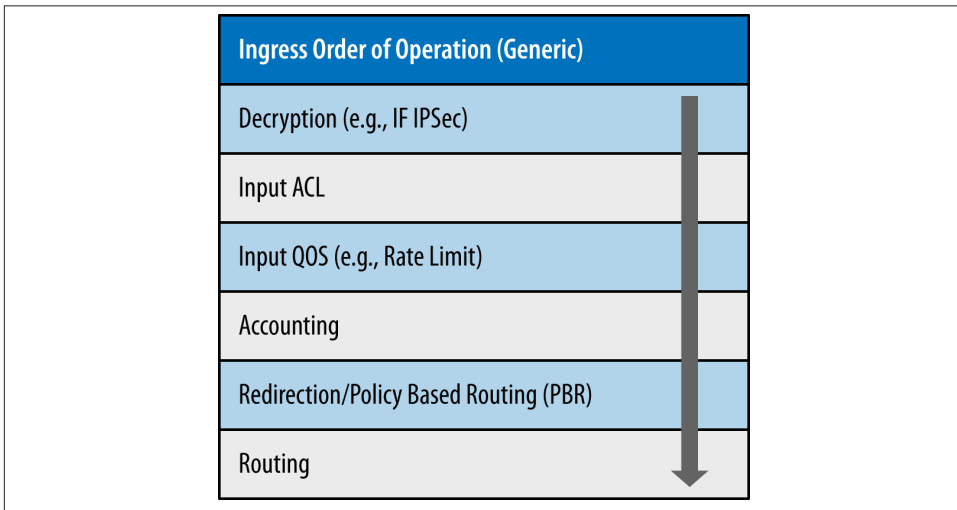 Ingress Order of Operation (Generic)
Decryption (e.g., IF IPSec)
Input ACL
Input QOS (e.g., Rate Limit)
Accounting
Redirection/Policy Based Routing (PBR)
Routing